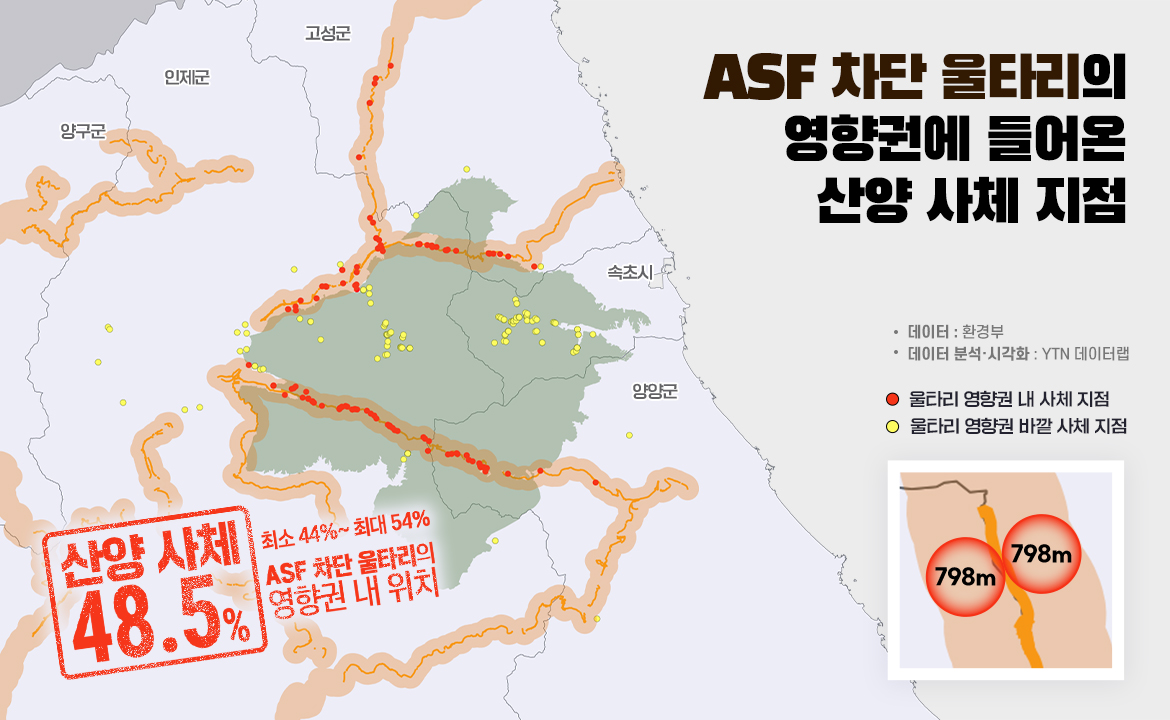 ASF 차단 울타리의
영향권에 들어온
산양 사체 지점
고성군
인제군
양구군
속초시
양양군
• 데이터 : 환경부
• 데이터 분석·시각화 : YTN 데이터랩
울타리 영향권 내 사체 지점
울타리 영향권 바깥 사체 지점
798m
798m
산양 사체
48.5%
최소 44%~ 최대 54%
ASF 차단 울타리의
영향권 내 위치